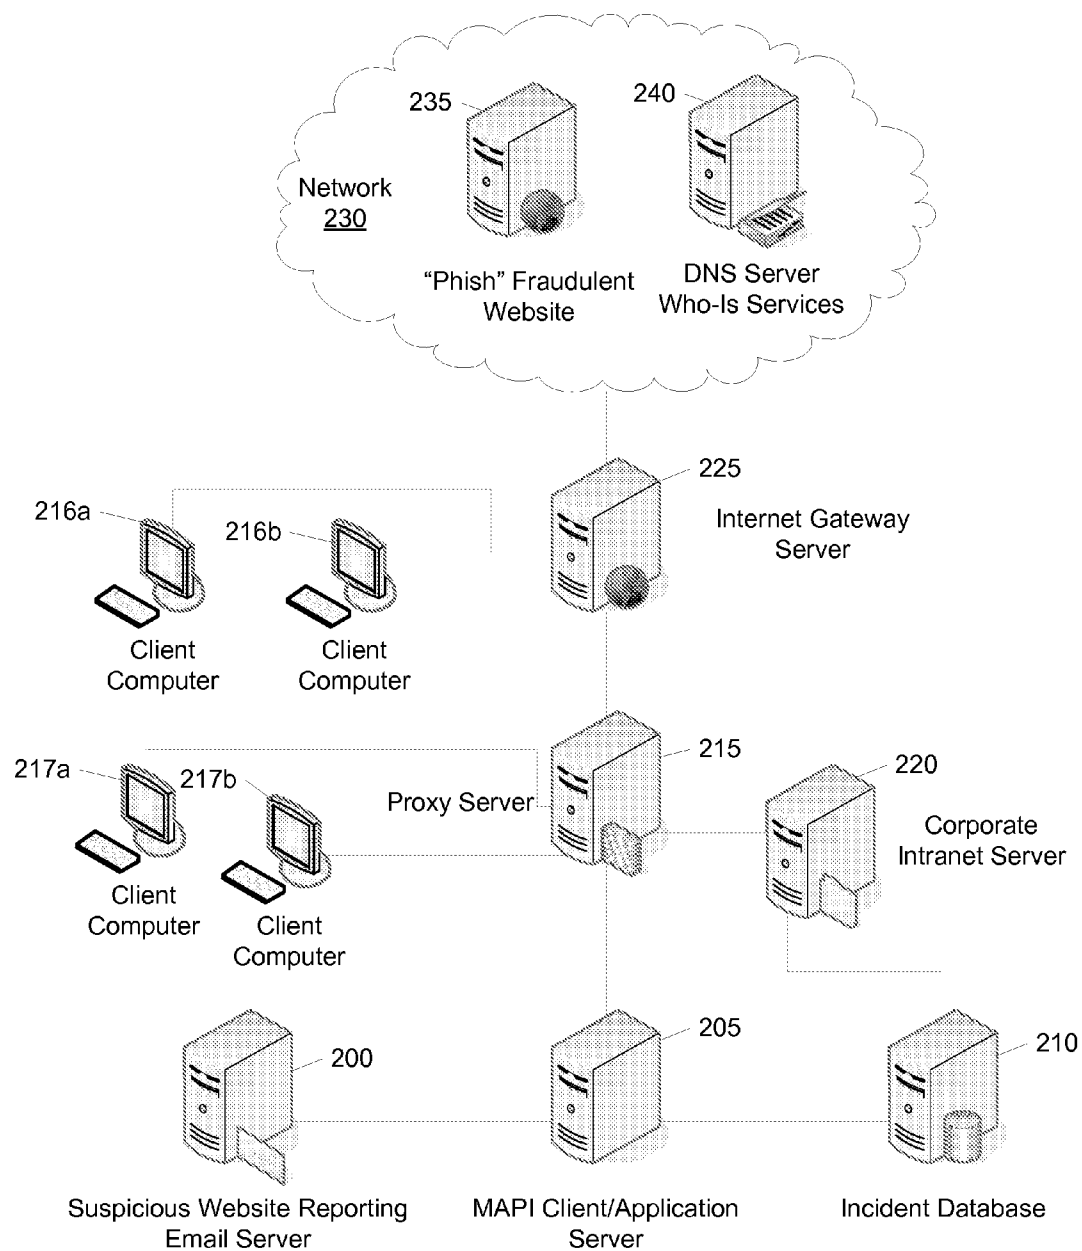 235
240
Network
230
“Phish” Fraudulent
Website
DNS Server
Who-Is Services
225
Internet Gateway
Server
216a
216b
Client
Computer
Client
Computer
215
220
217a
217b
Proxy Server
Corporate
Intranet Server
Client
Computer
Client
Computer
200
205
210
Suspicious Website Reporting
Email Server
MAPI Client/Application
Server
Incident Database